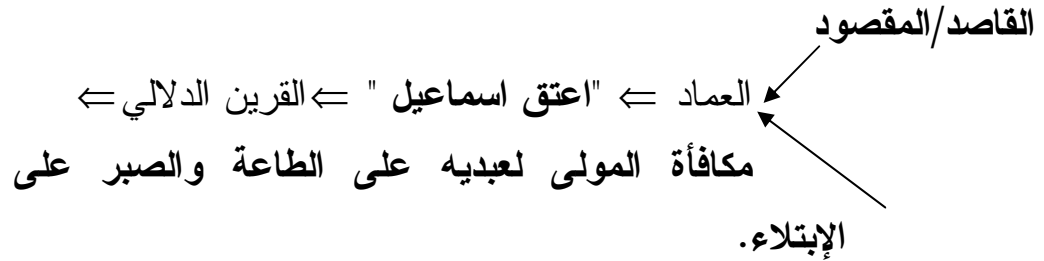 القاصد/المقصود
العماد ⇐ "اعتق اسماعيل " ⇐القرين الدلالي⇐
مكافأة المولى لعبديه على الطاعة والصبر على
الإبتلاء.